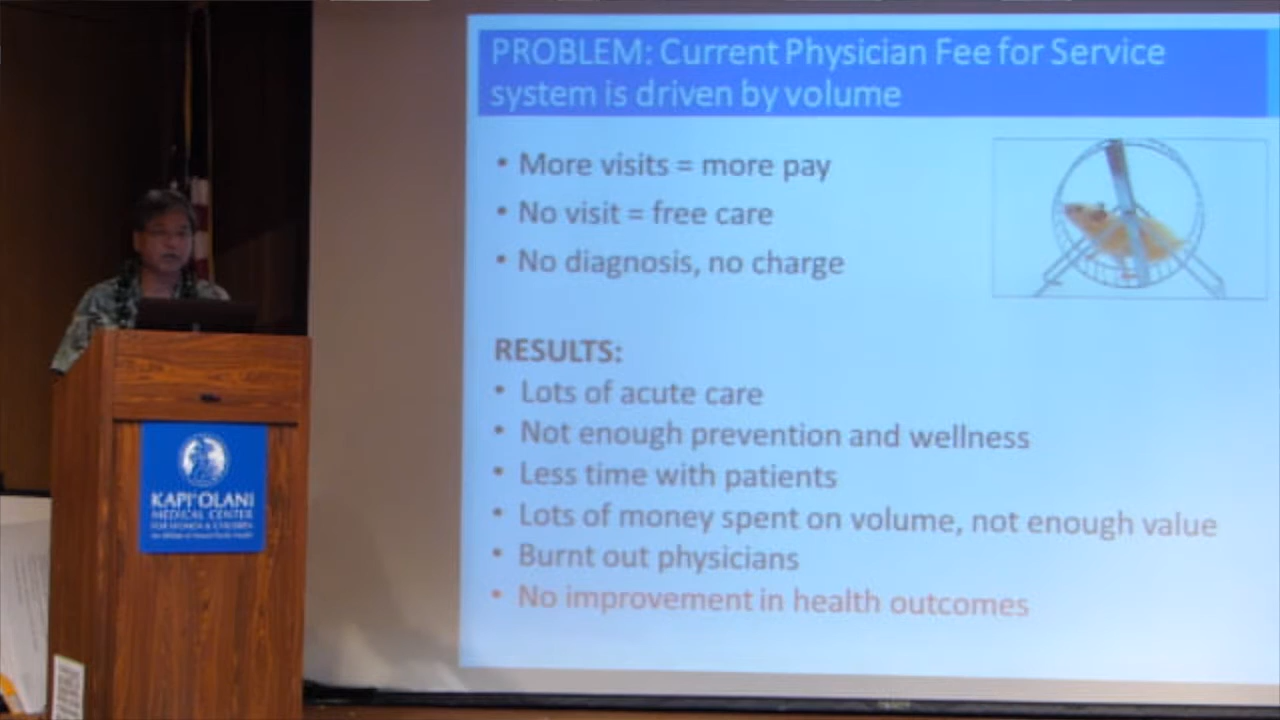 PROBLEM: Current Physician Fee for Service
system is driven by volume
• More visits = more pay
• No visit = free care
• No diagnosis, no charge
RESULTS:
• Lots of acute care
• Not enough prevention and wellness
• Less time with patients
• Lots of money spent on volume, not enough value
• Burnt out physicians
• No improvement in health outcomes
KAPI'OLANI
MEDICAL CENTER
FOR WOMEN & CHILDREN